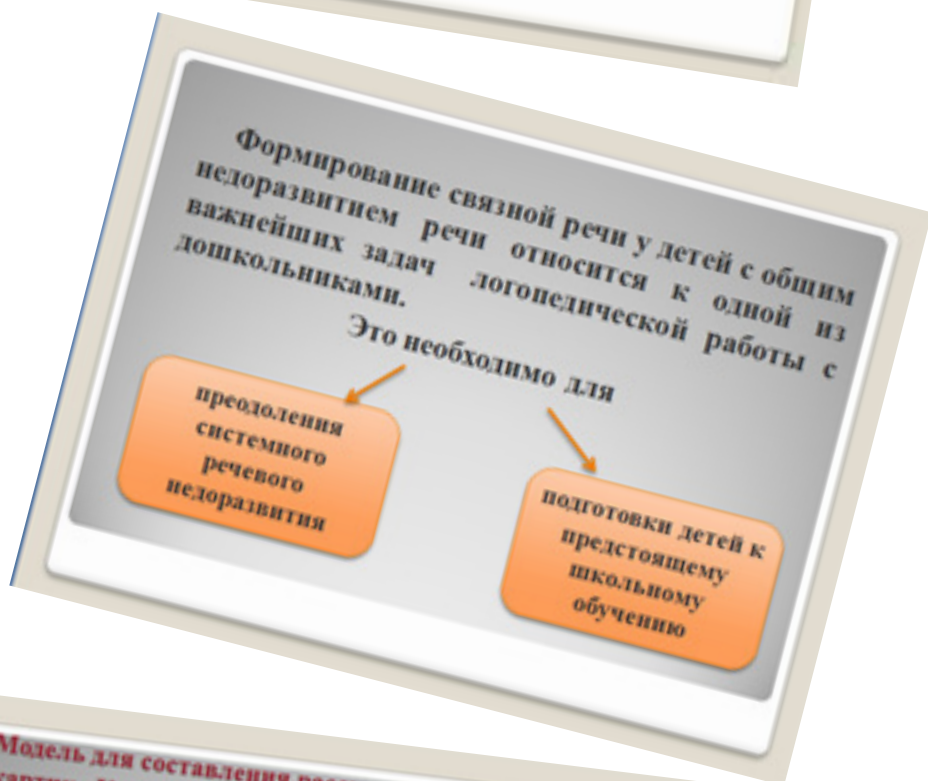 Формирование связной речи у детей с общим
недоразвитием речи относится к одной из
важнейших задач логопедической работы с
дошкольниками.
Это необходимо для
преодоления
системного
речевого
недоразвития
подготовки детей к
предстоящему
школьному
обучению
Модель для составления